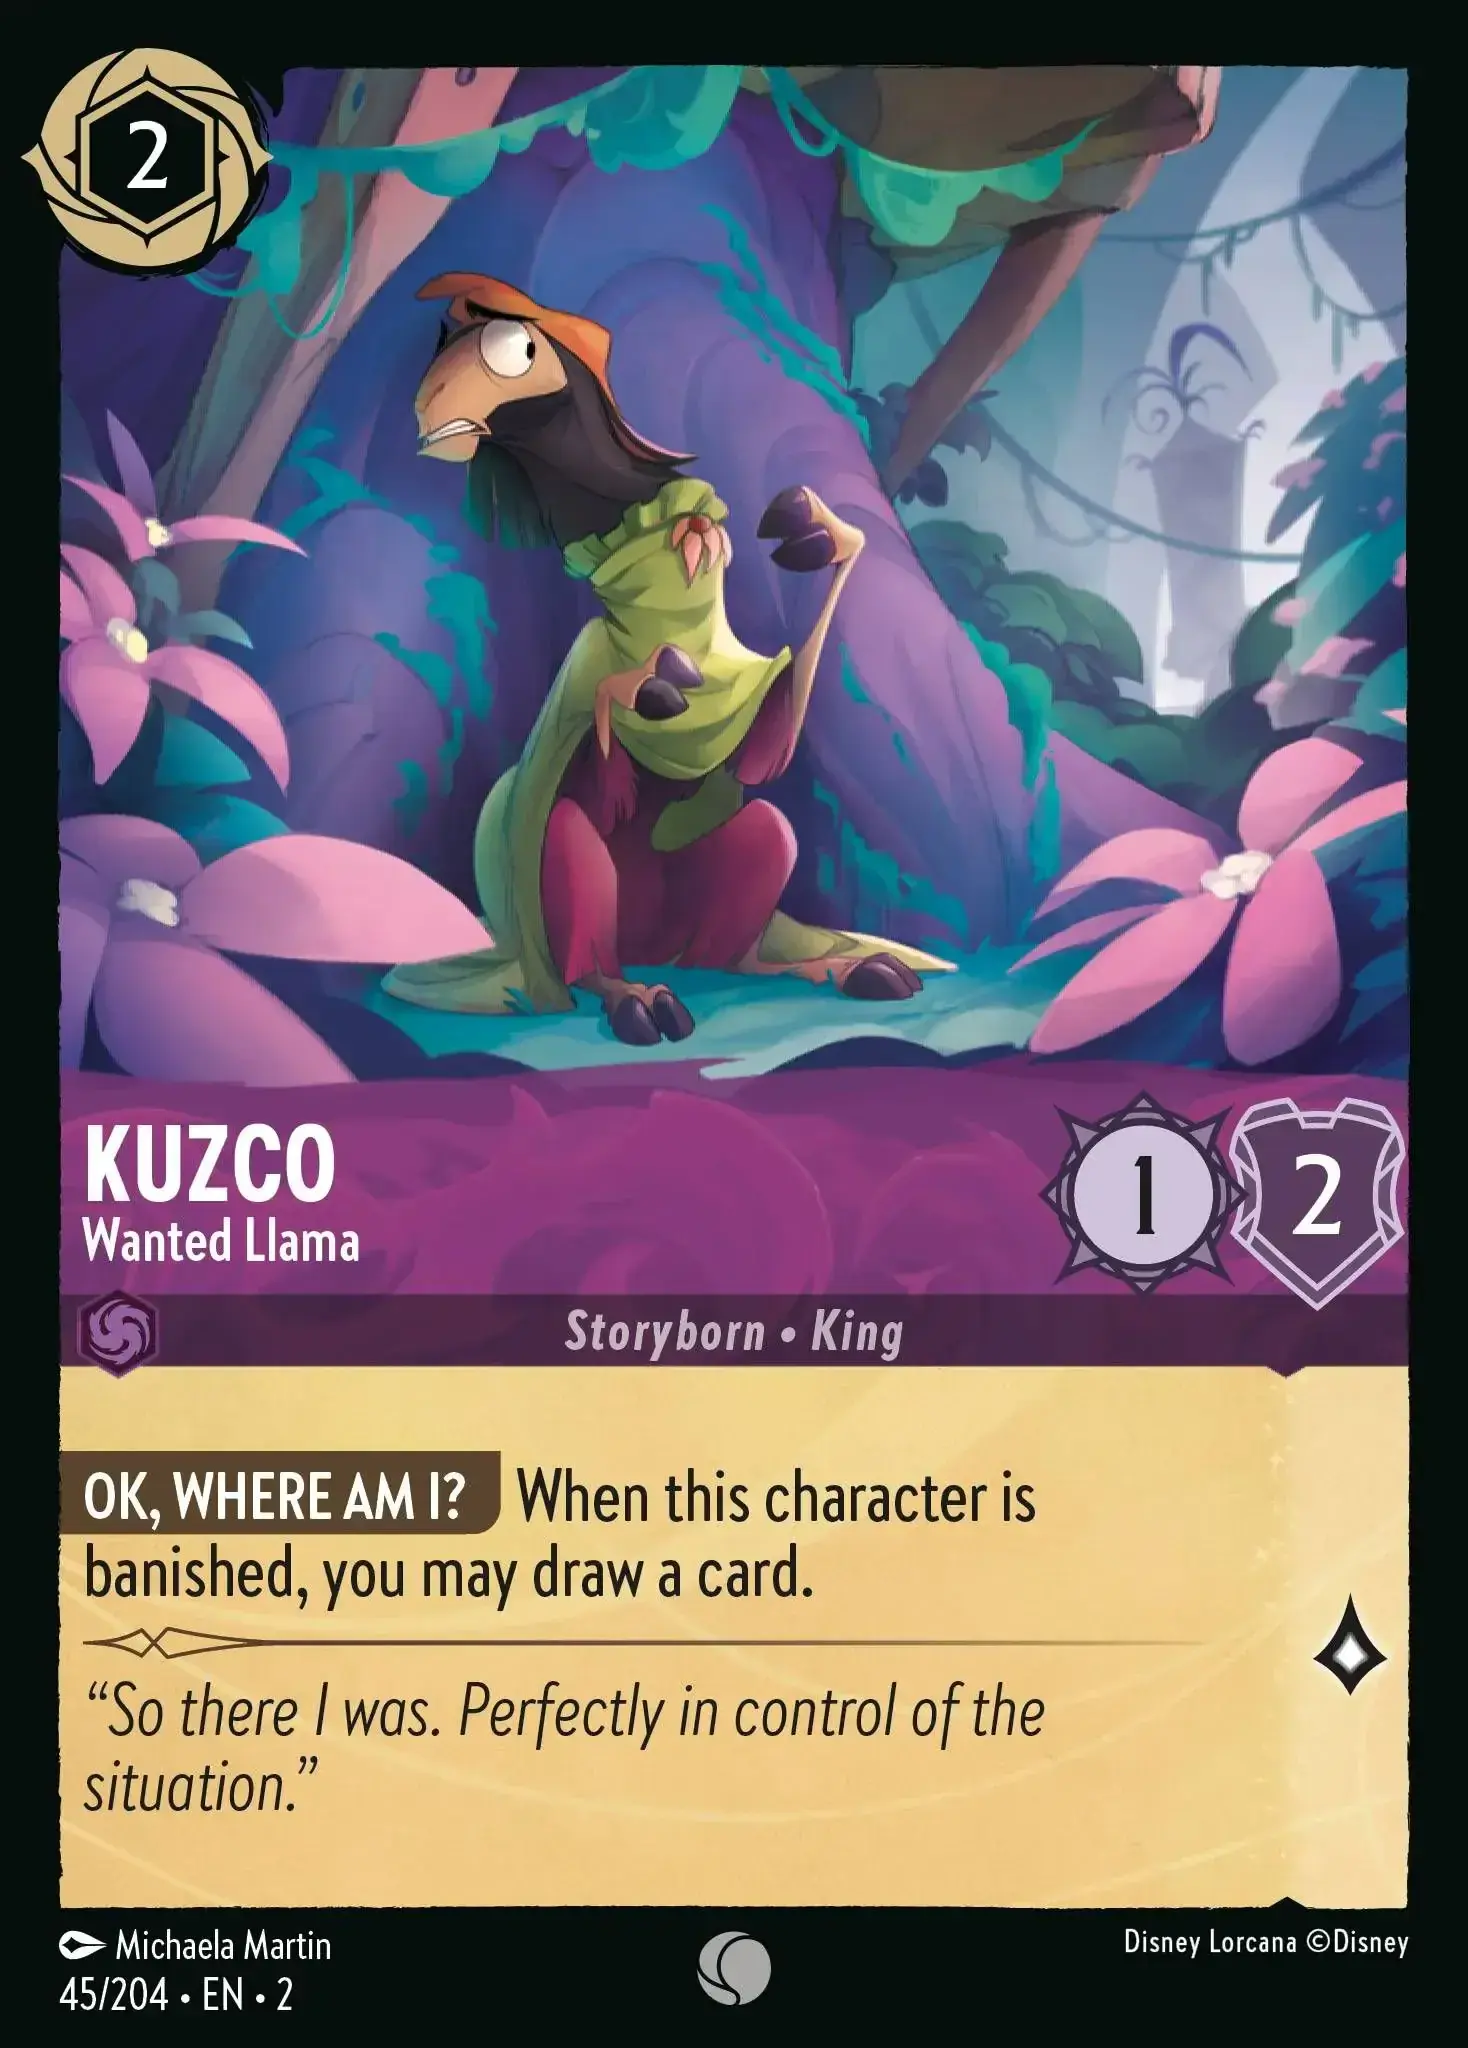 2
KUZCO
Wanted Llama
1
2
Storyborn • King
OK, WHERE AM I? When this character is
banished, you may draw a card.
“So there I was. Perfectly in control of the
situation.”
Michaela Martin
45/204 • EN • 2
Disney Lorcana ©Disney